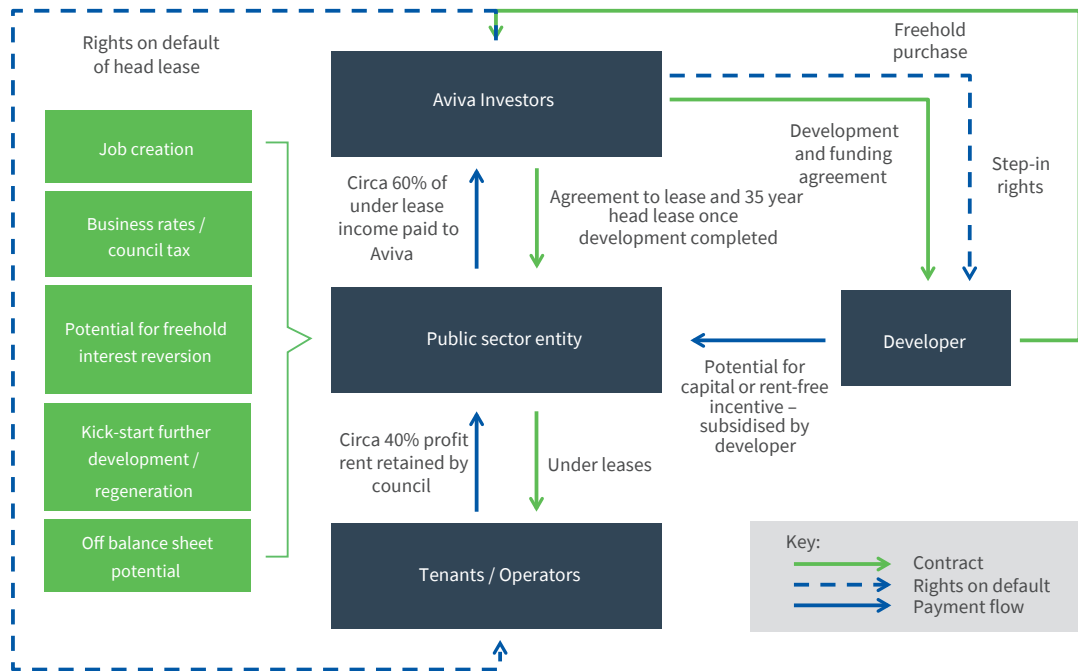 Rights on default
of head lease
Freehold
purchase
Aviva Investors
Job creation
Development
and funding
agreement
Step-in
rights
Circa 60% of
under lease
income paid to
Aviva
Agreement to lease and 35 year
head lease once
development completed
Business rates /
council tax
Potential for freehold
interest reversion
Public sector entity
Developer
Potential for
capital or rent-free
incentive –
subsidised by
developer
Kick-start further
development /
regeneration
Circa 40% profit
rent retained by
council
Under leases
Off balance sheet
potential
Tenants / Operators
Key:
Contract
Rights on default
Payment flow